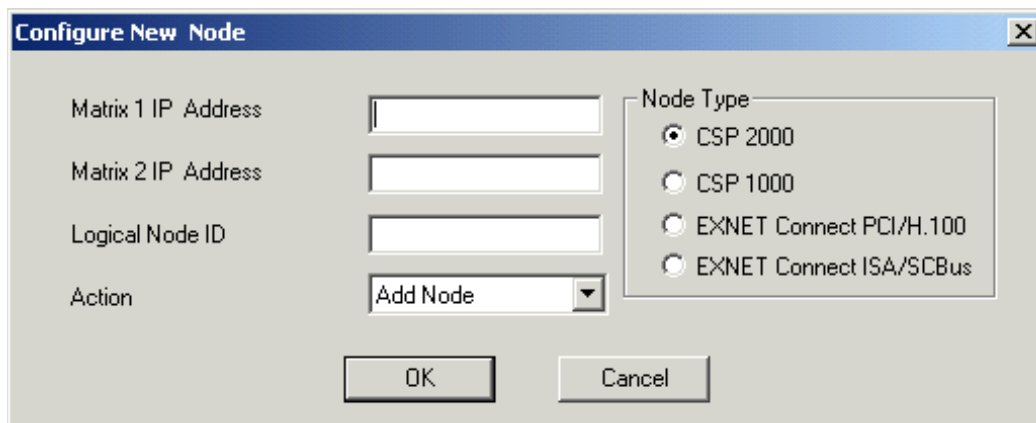 Configure New Node
Matrix 1 IP Address
Matrix 2 IP Address
Logical Node ID
Action
Add Node
Node Type
CSP 2000
CSP 1000
EXNET Connect PCI/H.100
EXNET Connect ISA/SCBus
OK
Cancel